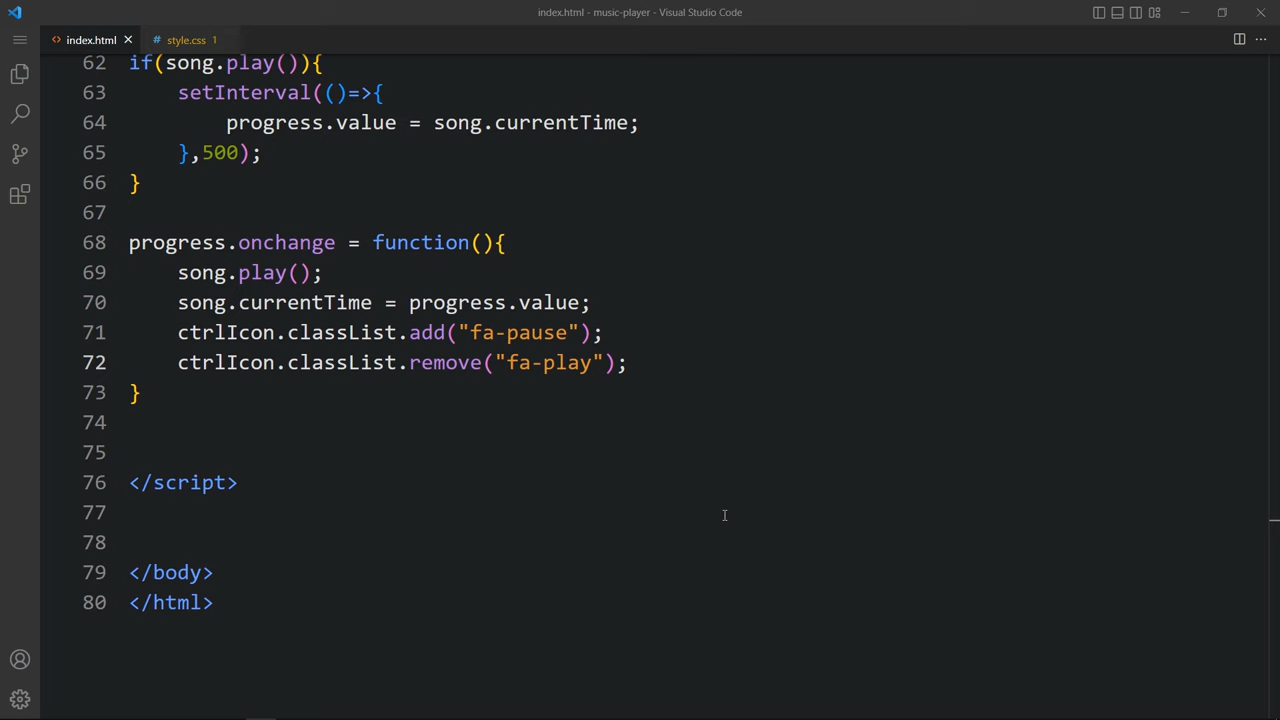 index.html - music-player - Visual Studio Code
index.html
# style.css 1
62 if(song.play()){
63 setInterval(()=>{
64 progress.value = song.currentTime;
65 },500);
66 }
67
68 progress.onchange = function(){
69 song.play();
70 song.currentTime = progress.value;
71 ctrlIcon.classList.add("fa-pause");
72 ctrlIcon.classList.remove("fa-play");
73 }
74
75
76 </script>
77
78
79 </body>
80 </html>